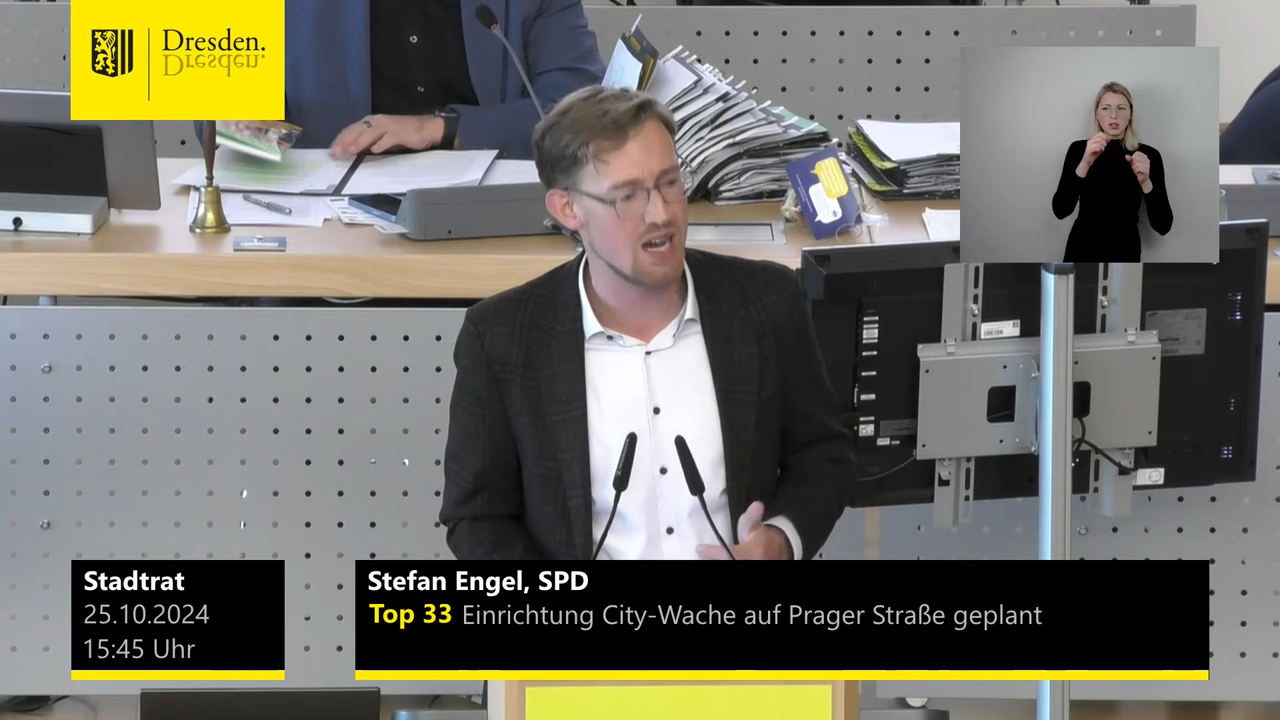 Dresden.
Dresden.
Stadtrat
25.10.2024
15:45 Uhr
Stefan Engel, SPD
Top 33 Einrichtung City-Wache auf Prager Straße geplant